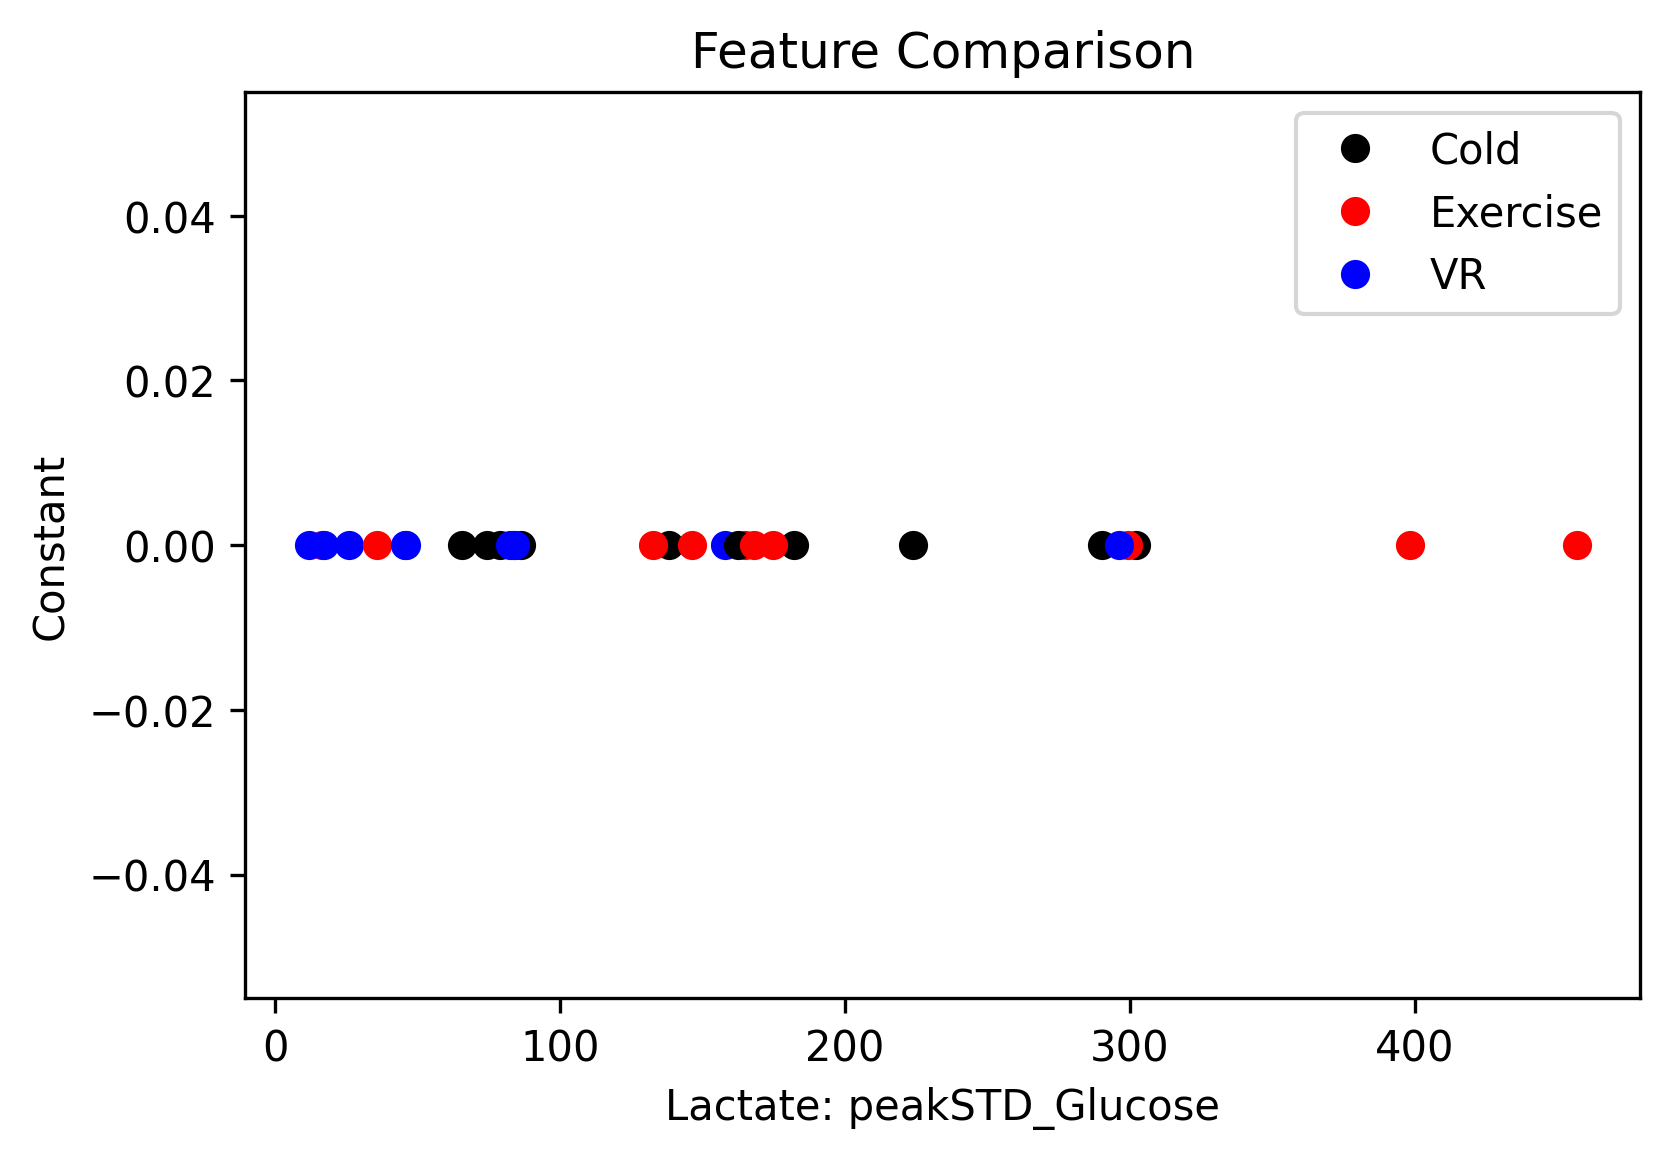 Feature Comparison
Cold
Exercise
VR
0.04
0.02
0.00
−0.02
−0.04
Constant
0 100 200 300 400
Lactate: peakSTD_Glucose